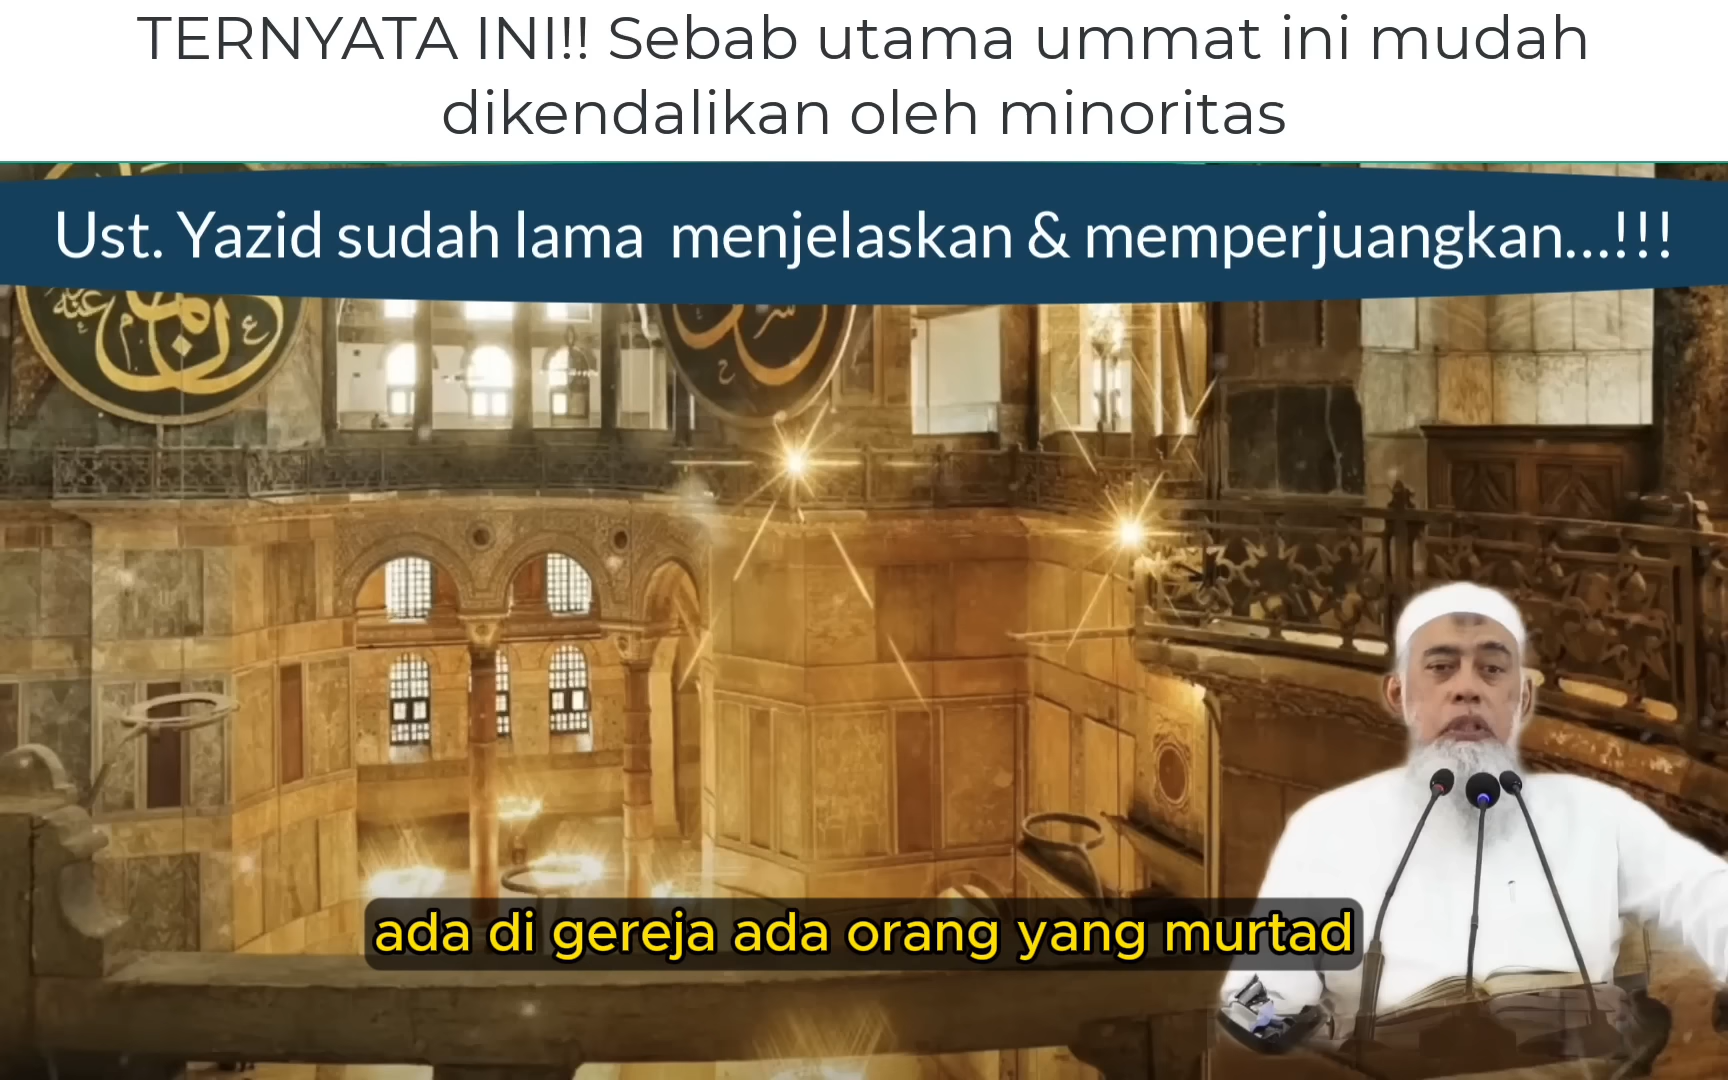 TERNYATA INI!! Sebab utama ummat ini mudah
dikendalikan oleh minoritas
Ust. Yazid sudah lama menjelaskan & memperjuangkan...!!!
ada di gereja ada orang yang murtad